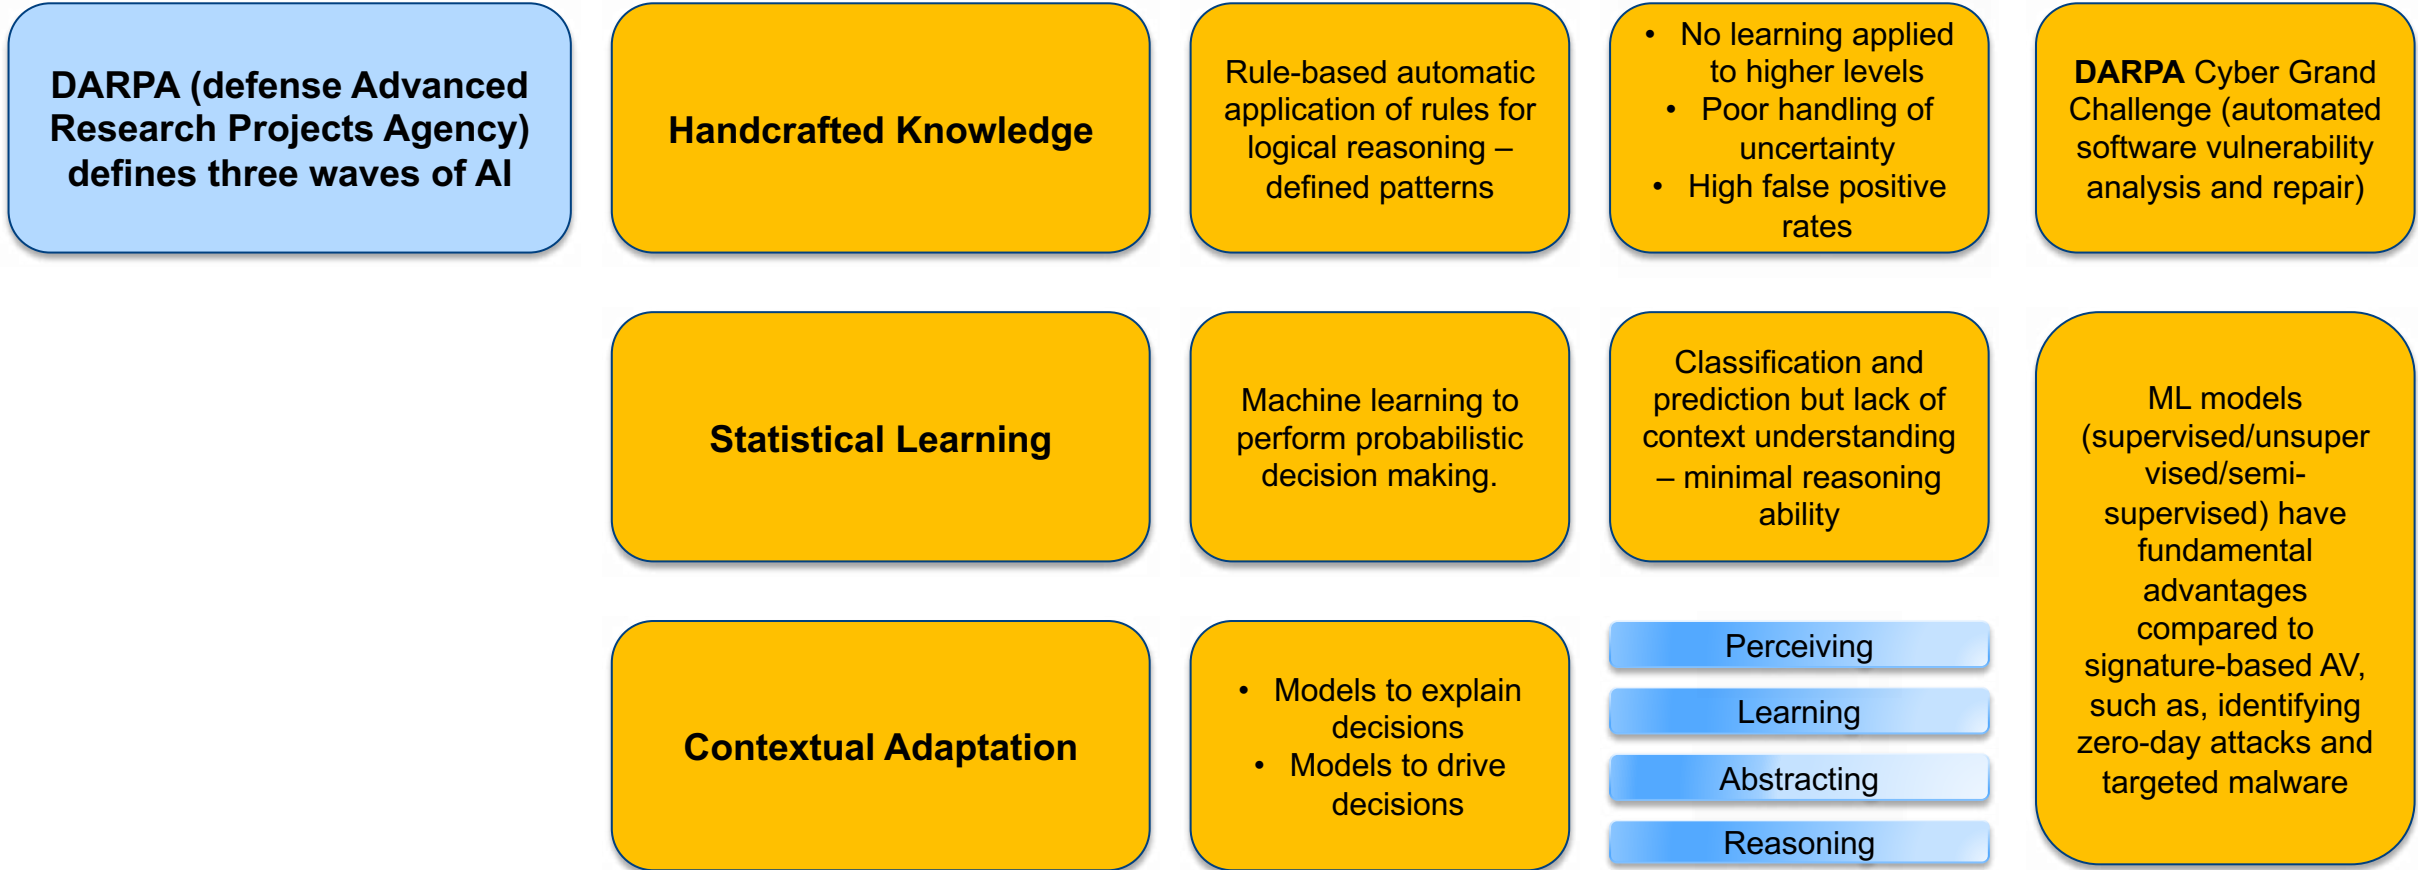 DARPA (defense Advanced
Research Projects Agency)
defines three waves of AI
Handcrafted Knowledge
Rule-based automatic
application of rules for
logical reasoning –
defined patterns
• No learning applied
to higher levels
• Poor handling of
uncertainty
• High false positive
rates
DARPA Cyber Grand
Challenge (automated
software vulnerability
analysis and repair)
Statistical Learning
Machine learning to
perform probabilistic
decision making.
Classification and
prediction but lack of
context understanding
– minimal reasoning
ability
ML models
(supervised/unsuper
vised/semi-
supervised) have
fundamental
advantages
compared to
signature-based AV,
such as, identifying
zero-day attacks and
targeted malware
Contextual Adaptation
• Models to explain
decisions
• Models to drive
decisions
Perceiving
Learning
Abstracting
Reasoning